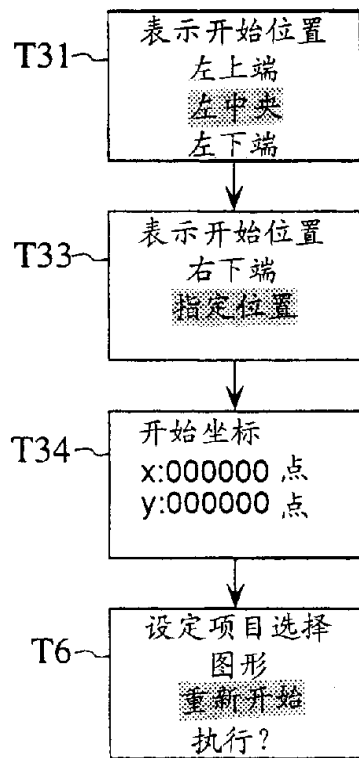 T31
表示开始位置
左上端
左中央
左下端
T33
表示开始位置
右下端
指定位置
T34
开始坐标
x:000000 点
y:000000 点
T6
设定项目选择
图形
重新开始
执行?